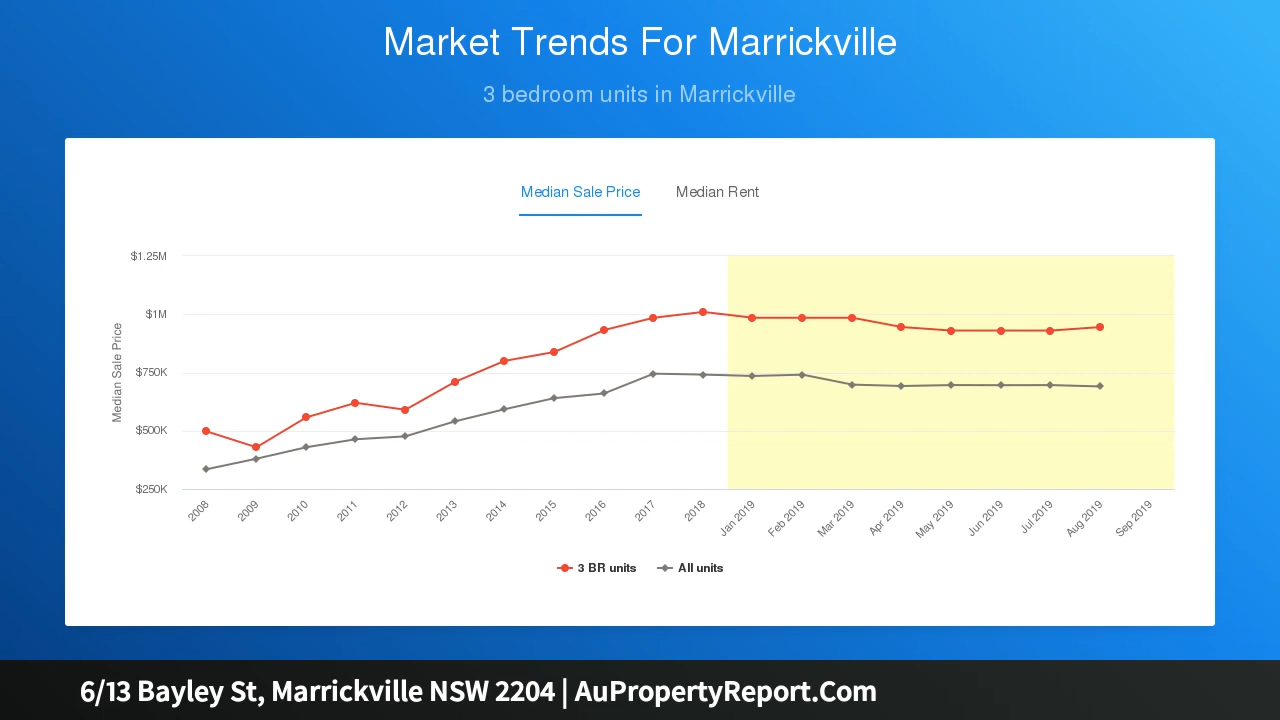 Market Trends For Marrickville
3 bedroom units in Marrickville
Median Sale Price
Median Rent
$1.25M
$1M
$750K
$500K
$250K
Median Sale Price
2008
2009
2010
2011
2012
2013
2014
2015
2016
2017
2018
Jan 2019
Feb 2019
Mar 2019
Apr 2019
May 2019
Jun 2019
Jul 2019
Aug 2019
Sep 2019
3 BR units
All units
6/13 Bayley St, Marrickville NSW 2204 | AuPropertyReport.Com